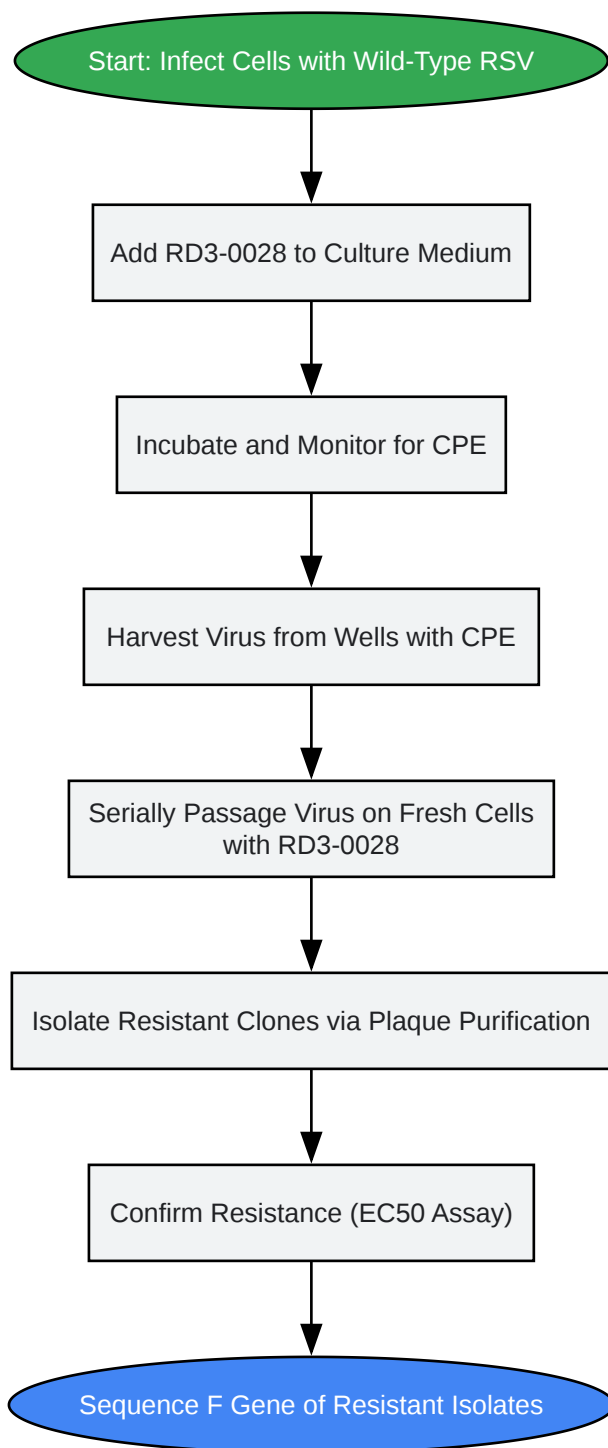 Start: Infect Cells with Wild-Type RSV
Add RD3-0028 to Culture Medium
Incubate and Monitor for CPE
Harvest Virus from Wells with CPE
Serially Passage Virus on Fresh Cells
with RD3-0028
Isolate Resistant Clones via Plaque Purification
Confirm Resistance (EC50 Assay)
Sequence F Gene of Resistant Isolates